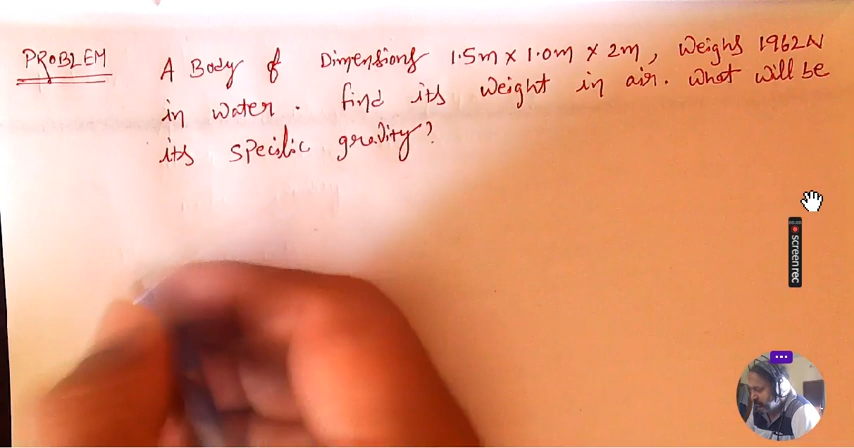 PROBLEM A Body of Dimensions 1.5m x 1.0m x 2m, Weighs 1962N
in water. find its weight in air. What will be
its specific gravity?
screenrec